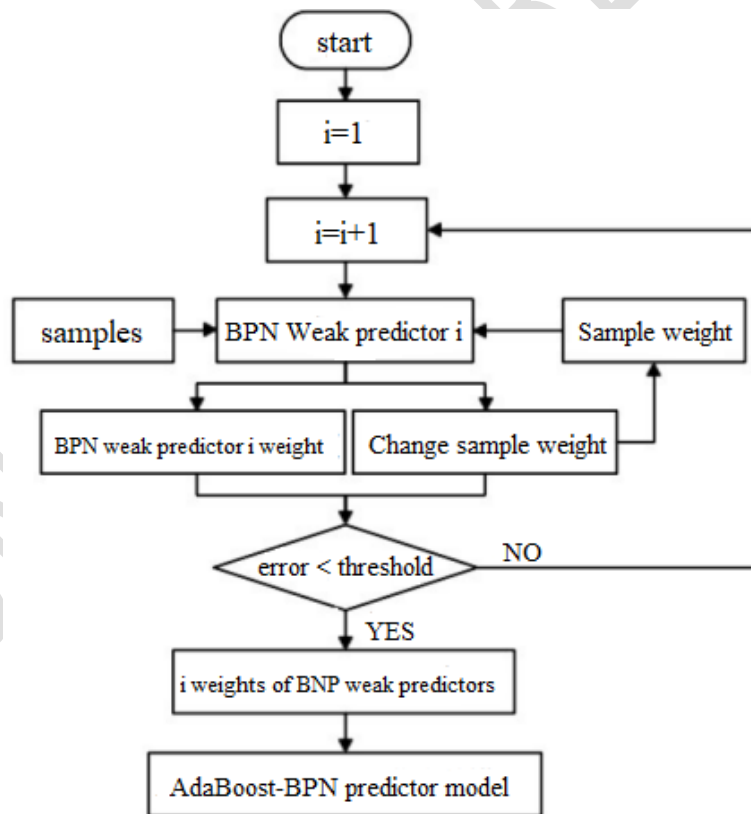 start
i=1
i=i+1
samples
BPN Weak predictor i
Sample weight
BPN weak predictor i weight
Change sample weight
error < threshold
NO
YES
i weights of BNP weak predictors
AdaBoost-BPN predictor model